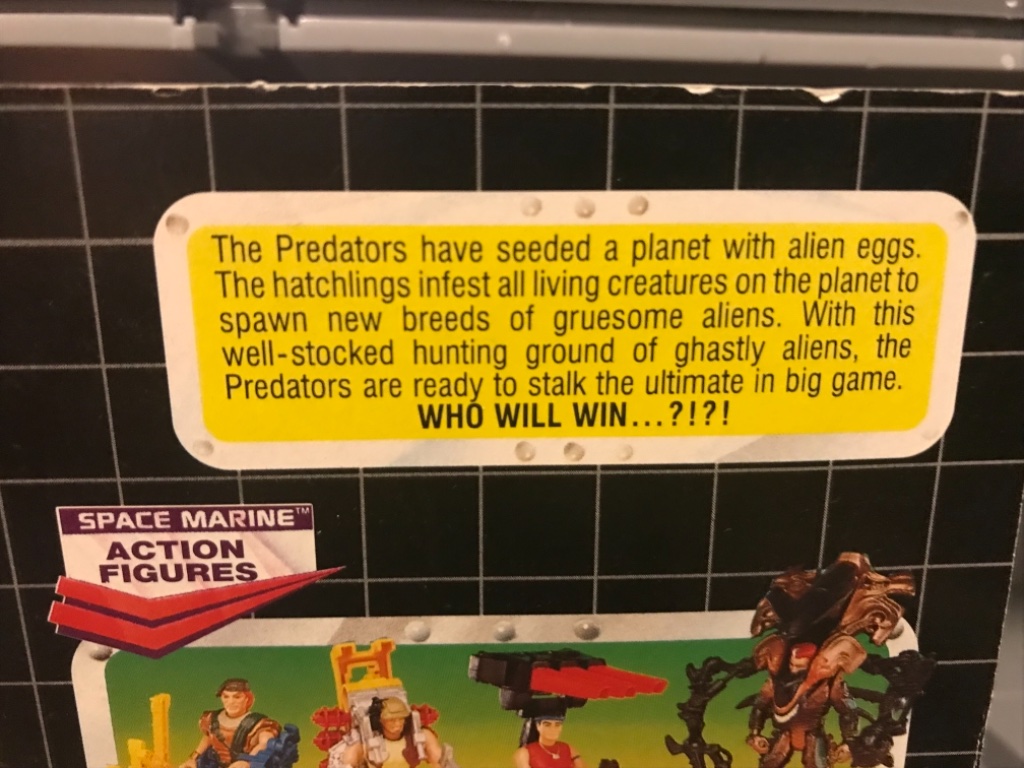 The Predators have seeded a planet with alien eggs.
The hatchlings infest all living creatures on the planet to
spawn new breeds of gruesome aliens. With this
well-stocked hunting ground of ghastly aliens, the
Predators are ready to stalk the ultimate in big game.
WHO WILL WIN...?!?!
SPACE MARINE™
ACTION
FIGURES